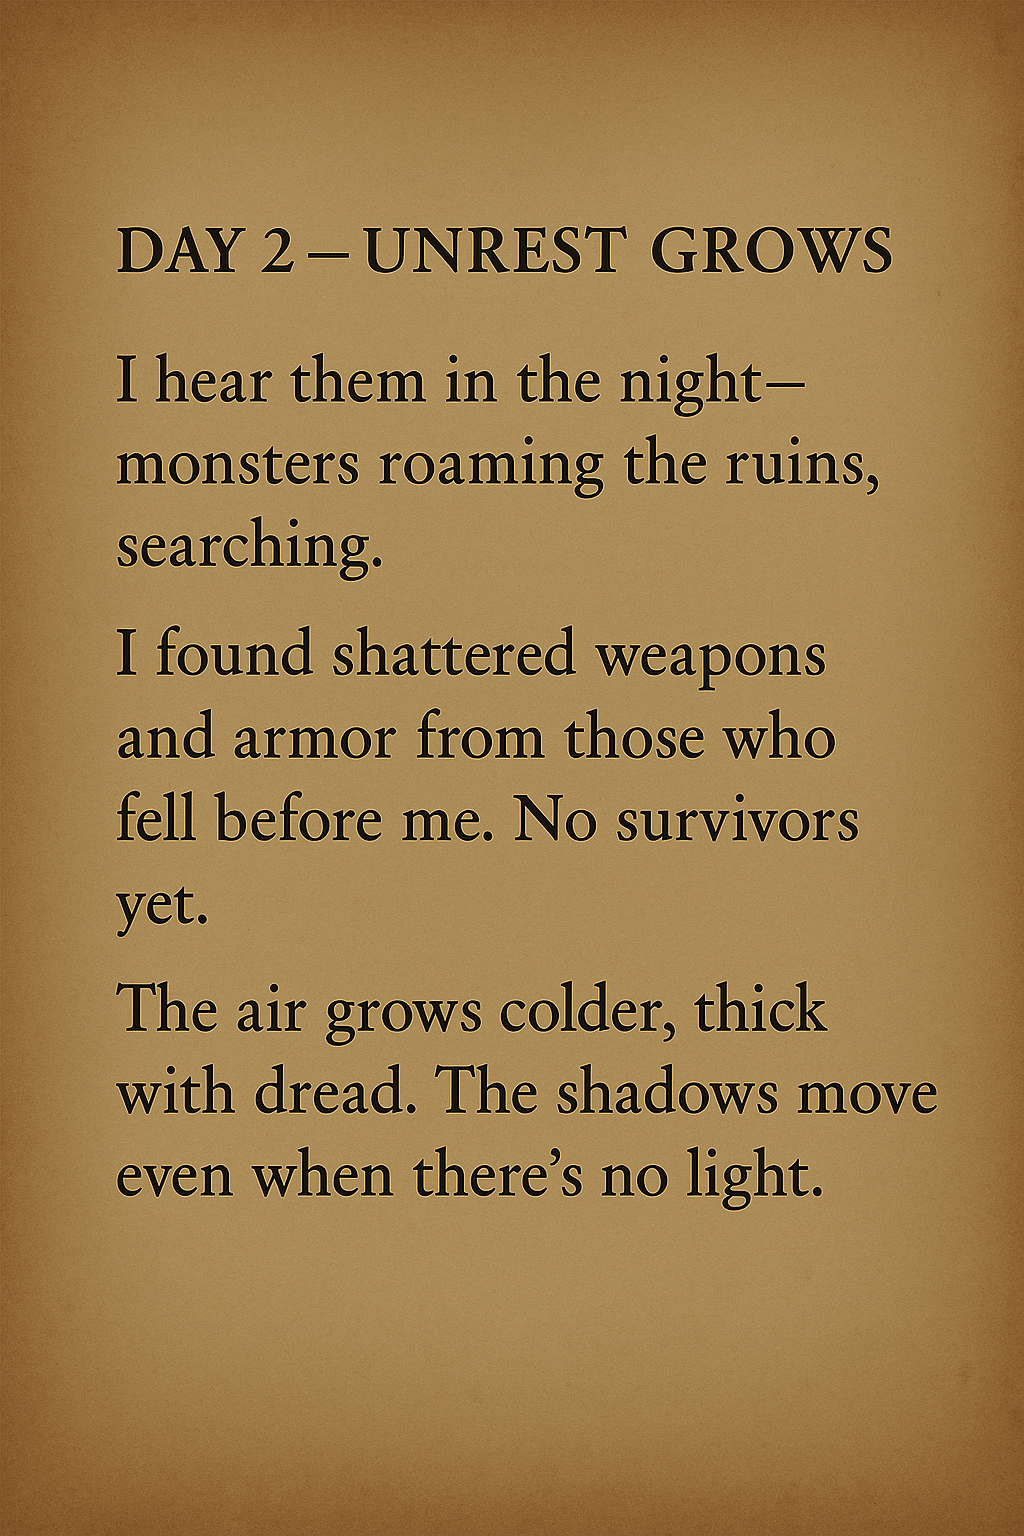 DAY 2 – UNREST GROWS
I hear them in the night—
monsters roaming the ruins,
searching.
I found shattered weapons
and armor from those who
fell before me. No survivors
yet.
The air grows colder, thick
with dread. The shadows move
even when there’s no light.